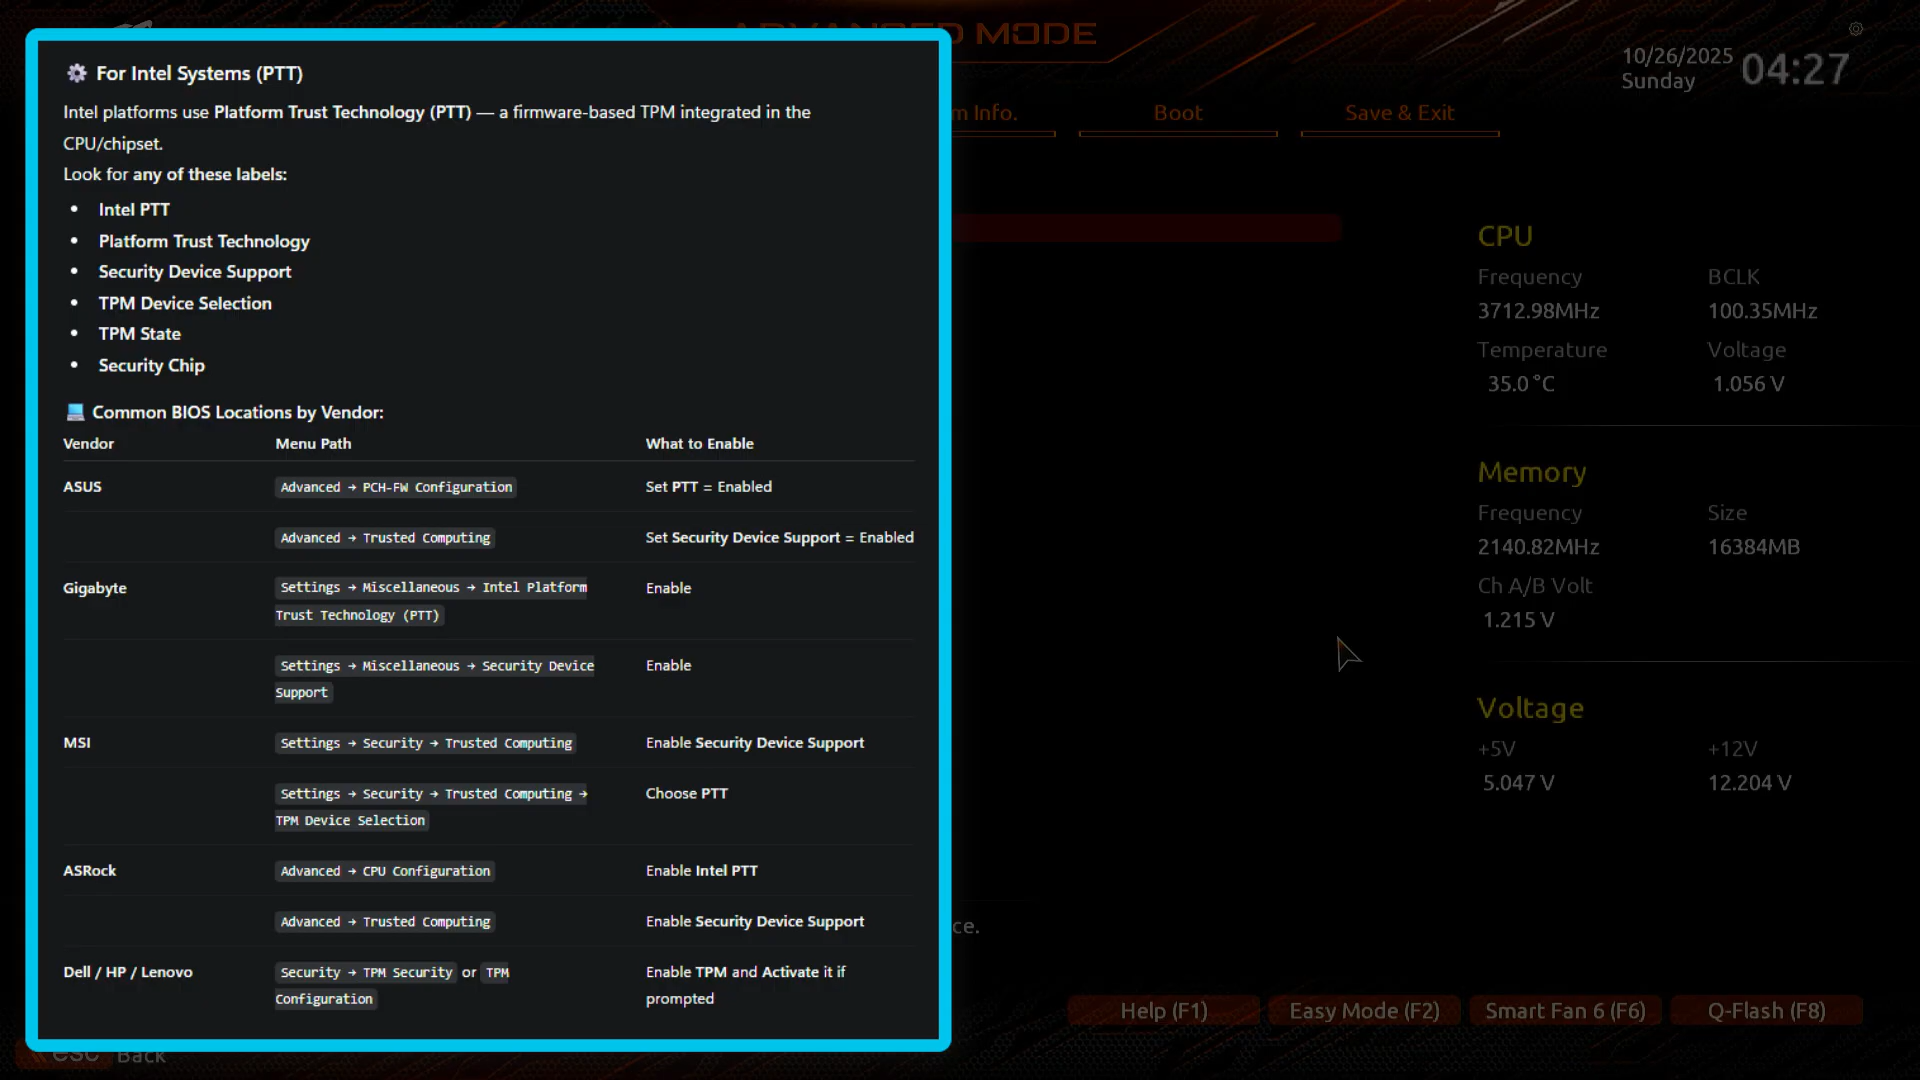 ADVANCED MODE
10/26/2025
Sunday
04:27
m Info.
Boot
Save & Exit
For Intel Systems (PTT)
Intel platforms use Platform Trust Technology (PTT) — a firmware-based TPM integrated in the
CPU/chipset.
Look for any of these labels:
• Intel PTT
• Platform Trust Technology
• Security Device Support
• TPM Device Selection
• TPM State
• Security Chip
Common BIOS Locations by Vendor:
Vendor Menu Path What to Enable
ASUS Advanced → PCH-FW Configuration Set PTT = Enabled
Advanced → Trusted Computing Set Security Device Support = Enabled
Gigabyte Settings → Miscellaneous → Intel Platform Enable
Trust Technology (PTT)
Settings → Miscellaneous → Security Device Enable
Support
MSI Settings → Security → Trusted Computing Enable Security Device Support
Settings → Security → Trusted Computing → Choose PTT
TPM Device Selection
ASRock Advanced → CPU Configuration Enable Intel PTT
Advanced → Trusted Computing Enable Security Device Support
Dell / HP / Lenovo Security → TPM Security or TPM Enable TPM and Activate it if
Configuration prompted
CPU
Frequency BCLK
3712.98MHz 100.35MHz
Temperature Voltage
35.0 °C 1.056 V
Memory
Frequency Size
2140.82MHz 16384MB
Ch A/B Volt
1.215 V
Voltage
+5V +12V
5.047 V 12.204 V
ce.
Help (F1) Easy Mode (F2) Smart Fan 6 (F6) Q-Flash (F8)
esc Back